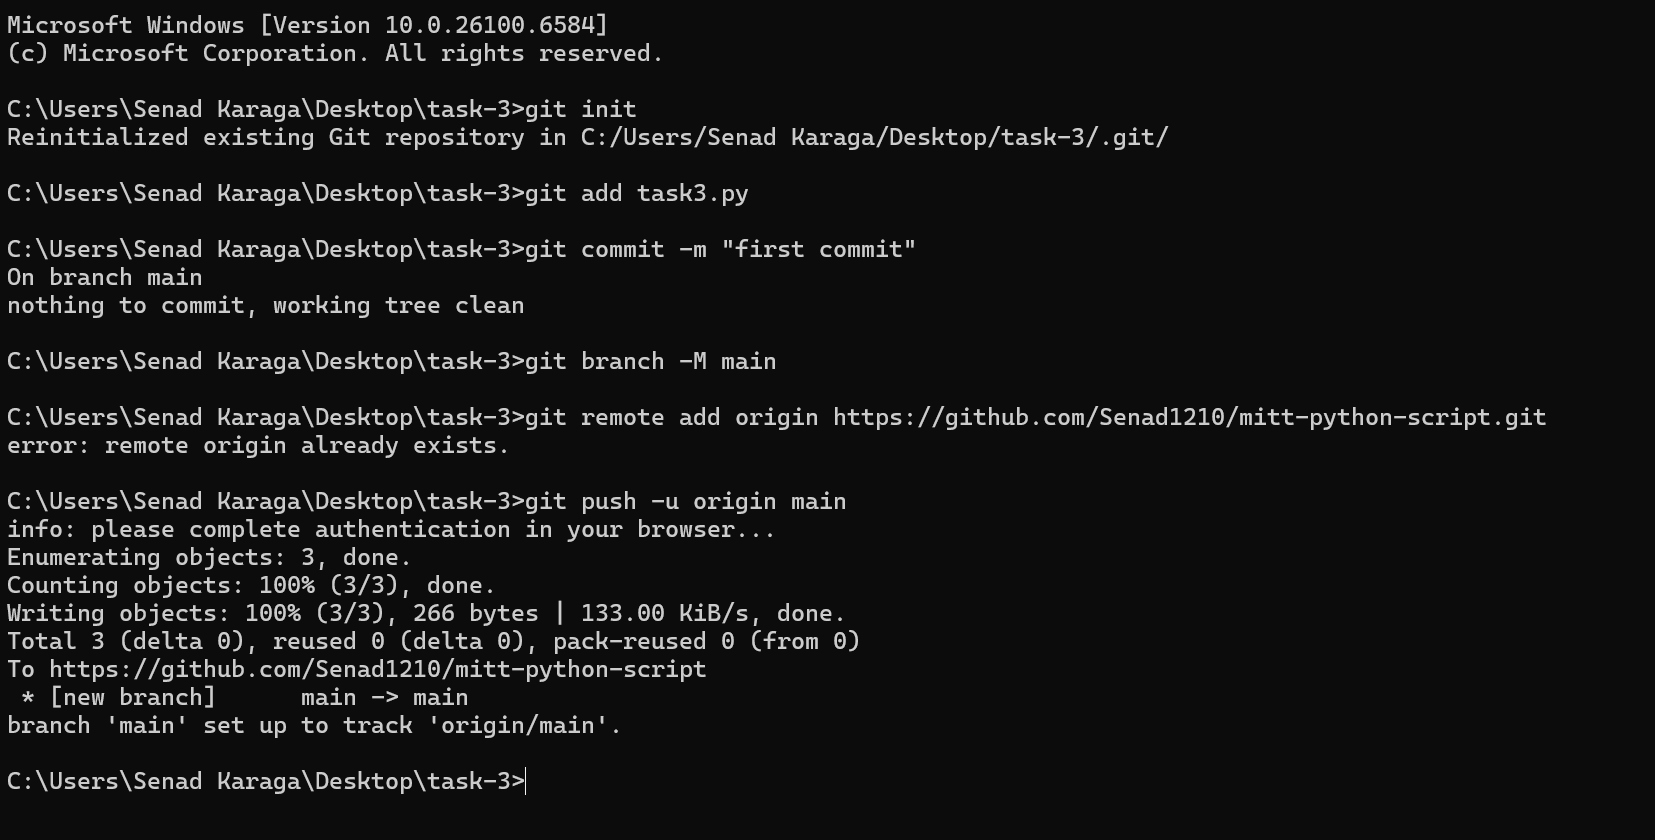 Microsoft Windows [Version 10.0.26100.6584]
(c) Microsoft Corporation. All rights reserved.
C:\Users\Senad Karaga\Desktop\task-3>git init
Reinitialized existing Git repository in C:/Users/Senad Karaga/Desktop/task-3/.git/
C:\Users\Senad Karaga\Desktop\task-3>git add task3.py
C:\Users\Senad Karaga\Desktop\task-3>git commit -m "first commit"
On branch main
nothing to commit, working tree clean
C:\Users\Senad Karaga\Desktop\task-3>git branch -M main
C:\Users\Senad Karaga\Desktop\task-3>git remote add origin https://github.com/Senad1210/mitt-python-script.git
error: remote origin already exists.
C:\Users\Senad Karaga\Desktop\task-3>git push -u origin main
info: please complete authentication in your browser...
Enumerating objects: 3, done.
Counting objects: 100% (3/3), done.
Writing objects: 100% (3/3), 266 bytes | 133.00 KiB/s, done.
Total 3 (delta 0), reused 0 (delta 0), pack-reused 0 (from 0)
To https://github.com/Senad1210/mitt-python-script
 * [new branch]      main -> main
branch 'main' set up to track 'origin/main'.
C:\Users\Senad Karaga\Desktop\task-3>